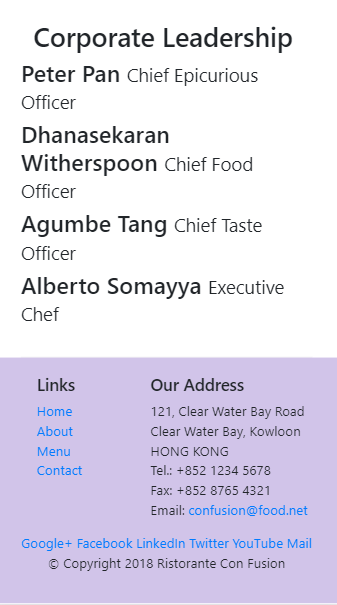 Corporate Leadership
Peter Pan Chief Epicurious
Officer
Dhanasekaran
Witherspoon Chief Food
Officer
Agumbe Tang Chief Taste
Officer
Alberto Somayya Executive
Chef
Links
Home
About
Menu
Contact
Our Address
121, Clear Water Bay Road
Clear Water Bay, Kowloon
HONG KONG
Tel.: +852 1234 5678
Fax: +852 8765 4321
Email: confusion@food.net
Google+ Facebook LinkedIn Twitter YouTube Mail
© Copyright 2018 Ristorante Con Fusion